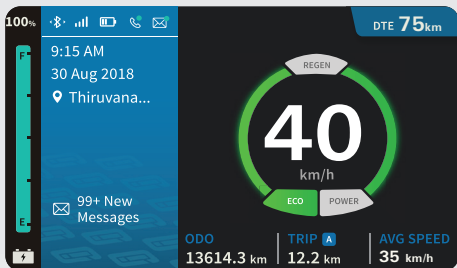 100%
DTE 75km
F
9:15 AM
30 Aug 2018
Thiruvana...
REGEN
40
km/h
99+ New
Messages
ECO
POWER
E
ODO
TRIP A
AVG SPEED
13614.3 km
12.2 km
35 km/h